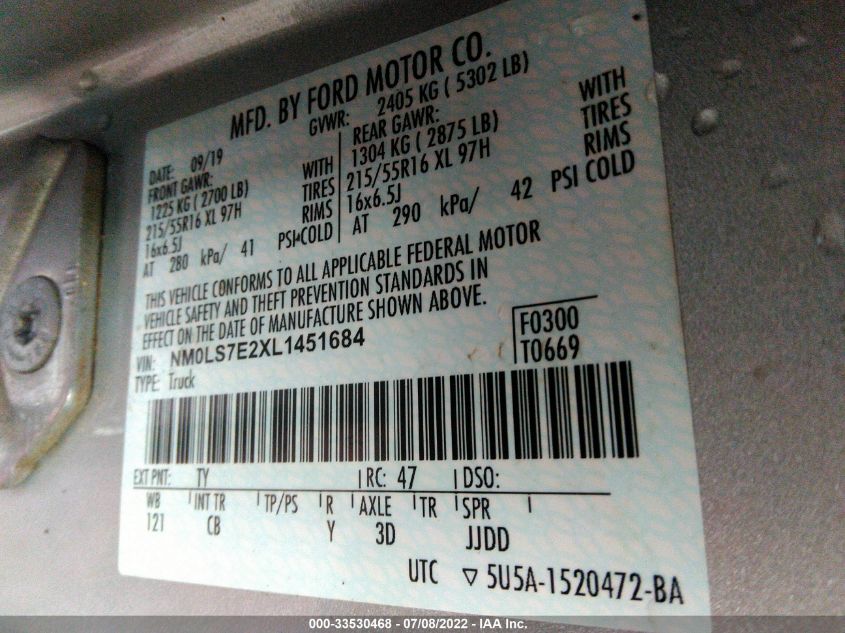 MFD. BY FORD MOTOR CO.
DATE: 09/19 GVWR: 2405 KG ( 5302 LB)
FRONT GAWR: REAR GAWR:
1225 KG ( 2700 LB) WITH 1304 KG ( 2875 LB) WITH
215/55R16 XL 97H TIRES 215/55R16 XL 97H TIRES
16x6.5J RIMS 16x6.5J RIMS
AT 280 kPa/ 41 PSI COLD AT 290 kPa/ 42 PSI COLD
THIS VEHICLE CONFORMS TO ALL APPLICABLE FEDERAL MOTOR
VEHICLE SAFETY AND THEFT PREVENTION STANDARDS IN
EFFECT ON THE DATE OF MANUFACTURE SHOWN ABOVE.
VIN: NM0LS7E2XL1451684 F0300
TYPE: Truck T0669
EXT PNT: TY RC: 47 DSO:
WB INT TR TP/PS R AXLE TR SPR
121 CB Y 3D JJDD
UTC ▽ 5U5A-1520472-BA
000-33530468 - 07/08/2022 - IAA Inc.